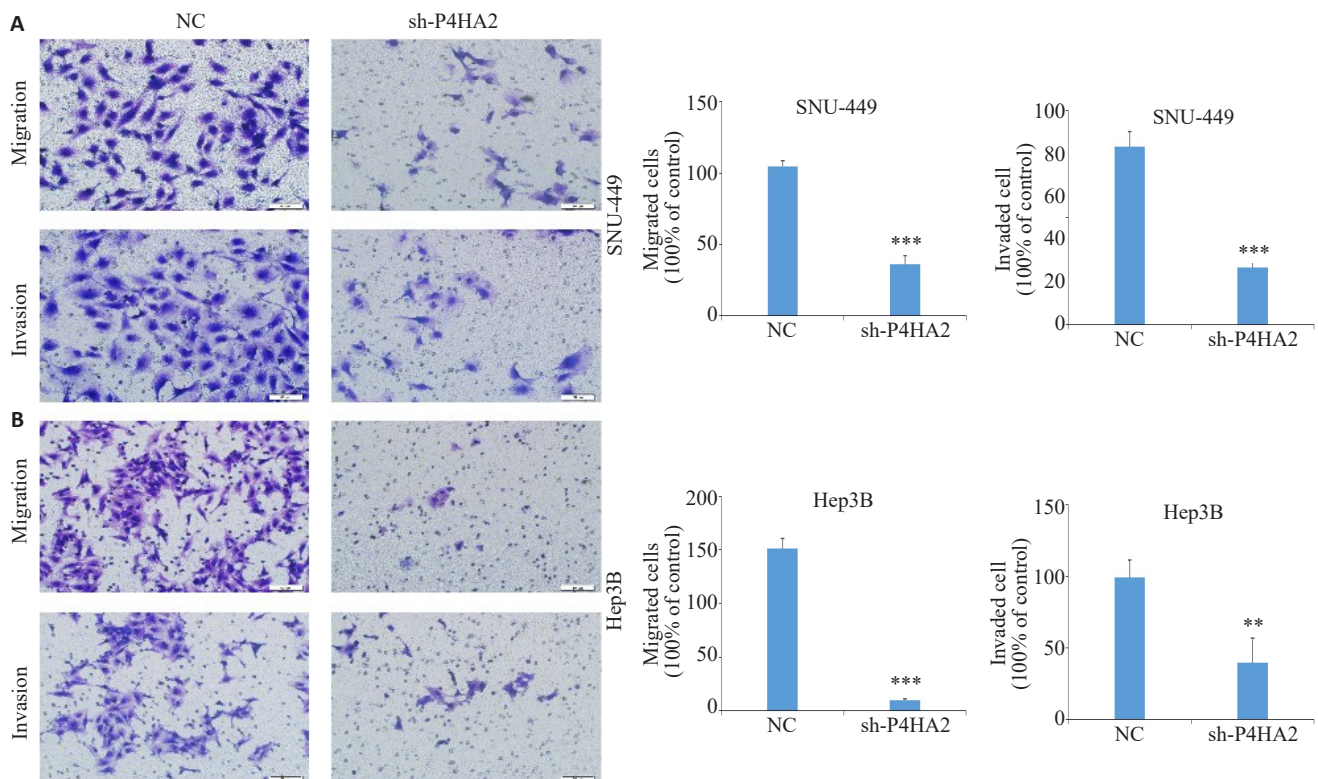 A
NC
sh-P4HA2
Migration
Invasion
SNU-449
150
100
50
0
Migrated cells
(100% of control)
SNU-449
***
NC
sh-P4HA2
100
80
60
40
20
0
Invaded cell
(100% of control)
SNU-449
***
NC
sh-P4HA2
B
Migration
Invasion
Hep3B
200
150
100
50
0
Migrated cells
(100% of control)
Hep3B
***
NC
sh-P4HA2
150
100
50
0
Invaded cell
(100% of control)
Hep3B
**
NC
sh-P4HA2